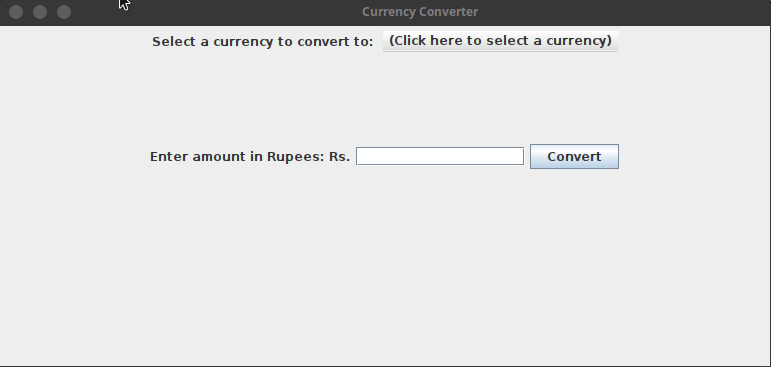 Currency Converter
Select a currency to convert to: (Click here to select a currency)
Enter amount in Rupees: Rs. Convert